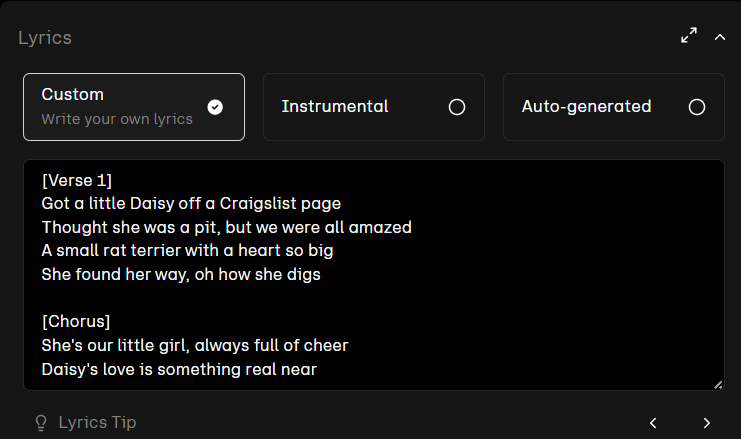 Lyrics
Custom
Write your own lyrics
Instrumental
Auto-generated
[Verse 1]
Got a little Daisy off a Craigslist page
Thought she was a pit, but we were all amazed
A small rat terrier with a heart so big
She found her way, oh how she digs
[Chorus]
She's our little girl, always full of cheer
Daisy's love is something real near
Lyrics Tip